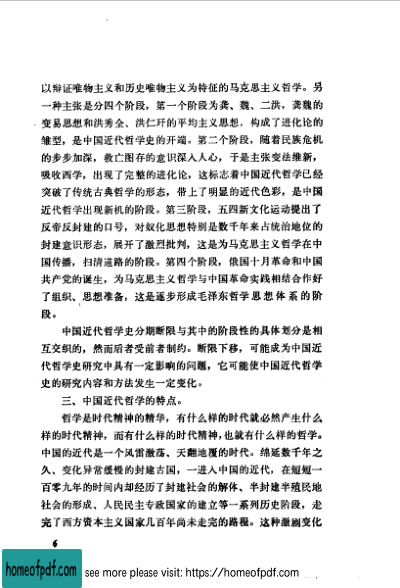 以辩证唯物主义和历史唯物主义为特征的马克思主义哲学。另
一种主张是分四个阶段，第一个阶段为龚、魏、二洪，龚魏的
变易思想和洪秀全、洪仁玕的平均主义思想，构成了进化论的
雏型，是中国近代哲学史的开端。第二个阶段，随着民族危机
的步步加深，救亡图存的意识深入人心，于是主张变法维新，
吸收西学，出现了完整的进化论，这标志着中国近代哲学已经
突破了传统古典哲学的形态，带上了明显的近代色彩，是中国
近代哲学出现新机的阶段。第三阶段，五四新文化运动提出了
反帝反封建的口号，对奴化思想特别是数千年来占统治地位的
封建意识形态，展开了激烈批判，这是为马克思主义哲学在中
国传播，扫清道路的阶段。第四个阶段，俄国十月革命和中国
共产党的诞生，为马克思主义哲学与中国革命实践相结合作好
了组织、思想准备，这是逐步形成毛泽东哲学思想体系的阶
段。
中国近代哲学史分期断限与其中的阶段性的具体划分是相
互交织的，然而后者受前者制约。断限下移，可能成为中国近
代哲学史研究中具有一定影响的问题，它可能使中国近代哲学
史的研究内容和方法发生一定变化。
三、中国近代哲学的特点。
哲学是时代精神的精华，有什么样的时代就必然产生什么
样的时代精神，而有什么样的时代精神，也就有什么样的哲学。
中国的近代是一个风雷激荡、天翻地覆的时代。绵延数千年之
久、变化异常缓慢的封建古国，一进入中国的近代，在短短一
百零九年的时间内却经历了封建社会的解体、半封建半殖民地
社会的形成、人民民主专政国家的建立等一系列历史阶段，走
完了西方资本主义国家几百年尚未走完的路程。这种激剧变化
6
homeofpdf.com
see more please visit: https://homeofpdf.com